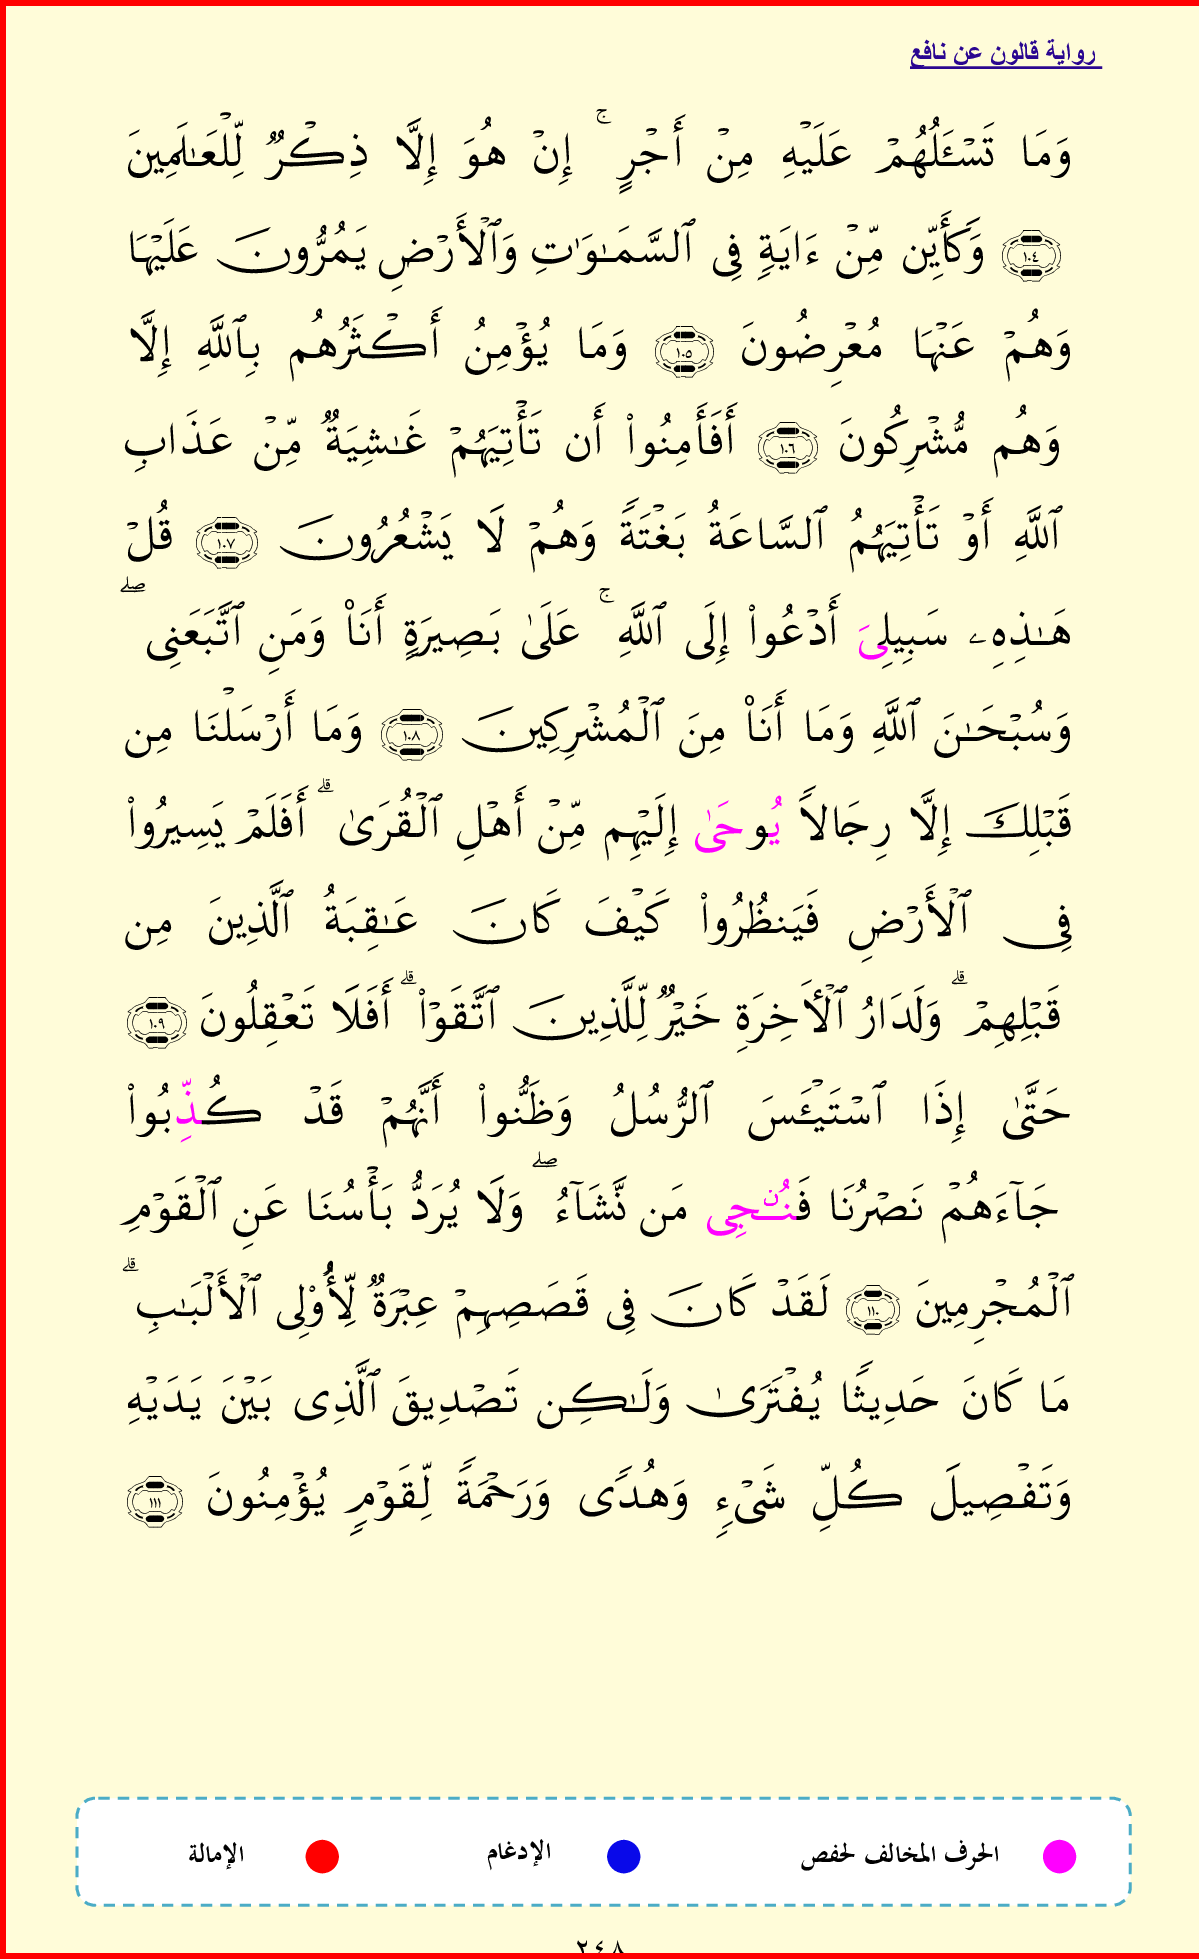 رواية قالون عن نافع
وَمَا تَسْـَٔلُهُمْ عَلَيْهِ مِنْ أَجْرٍ ۚ إِنْ هُوَ إِلَّا ذِكْرٌ لِّلْعَٰلَمِينَ
١٠٤ وَكَأَيِّن مِّنْ ءَايَةٍ فِى ٱلسَّمَٰوَٰتِ وَٱلْأَرْضِ يَمُرُّونَ عَلَيْهَا
وَهُمْ عَنْهَا مُعْرِضُونَ ١٠٥ وَمَا يُؤْمِنُ أَكْثَرُهُم بِٱللَّهِ إِلَّا
وَهُم مُّشْرِكُونَ ١٠٦ أَفَأَمِنُوا۟ أَن تَأْتِيَهُمْ غَٰشِيَةٌ مِّنْ عَذَابِ
ٱللَّهِ أَوْ تَأْتِيَهُمُ ٱلسَّاعَةُ بَغْتَةً وَهُمْ لَا يَشْعُرُونَ ١٠٧ قُلْ
هَٰذِهِۦ سَبِيلِىَ أَدْعُوا۟ إِلَى ٱللَّهِ ۚ عَلَىٰ بَصِيرَةٍ أَنَا۠ وَمَنِ ٱتَّبَعَنِى ۖ
وَسُبْحَٰنَ ٱللَّهِ وَمَا أَنَا۠ مِنَ ٱلْمُشْرِكِينَ ١٠٨ وَمَا أَرْسَلْنَا مِن
قَبْلِكَ إِلَّا رِجَالًا يُوحَىٰ إِلَيْهِم مِّنْ أَهْلِ ٱلْقُرَىٰ ۗ أَفَلَمْ يَسِيرُوا۟
فِى ٱلْأَرْضِ فَيَنظُرُوا۟ كَيْفَ كَانَ عَٰقِبَةُ ٱلَّذِينَ مِن
قَبْلِهِمْ ۗ وَلَدَارُ ٱلْأَخِرَةِ خَيْرٌ لِّلَّذِينَ ٱتَّقَوْا۟ ۗ أَفَلَا تَعْقِلُونَ ١٠٩
حَتَّىٰ إِذَا ٱسْتَيْـَٔسَ ٱلرُّسُلُ وَظَنُّوا۟ أَنَّهُمْ قَدْ كُذِّبُوا۟
جَآءَهُمْ نَصْرُنَا فَنُۨجِى مَن نَّشَآءُ ۖ وَلَا يُرَدُّ بَأْسُنَا عَنِ ٱلْقَوْمِ
ٱلْمُجْرِمِينَ ١١٠ لَقَدْ كَانَ فِى قَصَصِهِمْ عِبْرَةٌ لِّأُو۟لِى ٱلْأَلْبَٰبِ ۗ
مَا كَانَ حَدِيثًا يُفْتَرَىٰ وَلَٰكِن تَصْدِيقَ ٱلَّذِى بَيْنَ يَدَيْهِ
وَتَفْصِيلَ كُلِّ شَىْءٍ وَهُدًى وَرَحْمَةً لِّقَوْمٍ يُؤْمِنُونَ ١١١
الحرف المخالف لحفص الإدغام الإمالة
٢٤٨